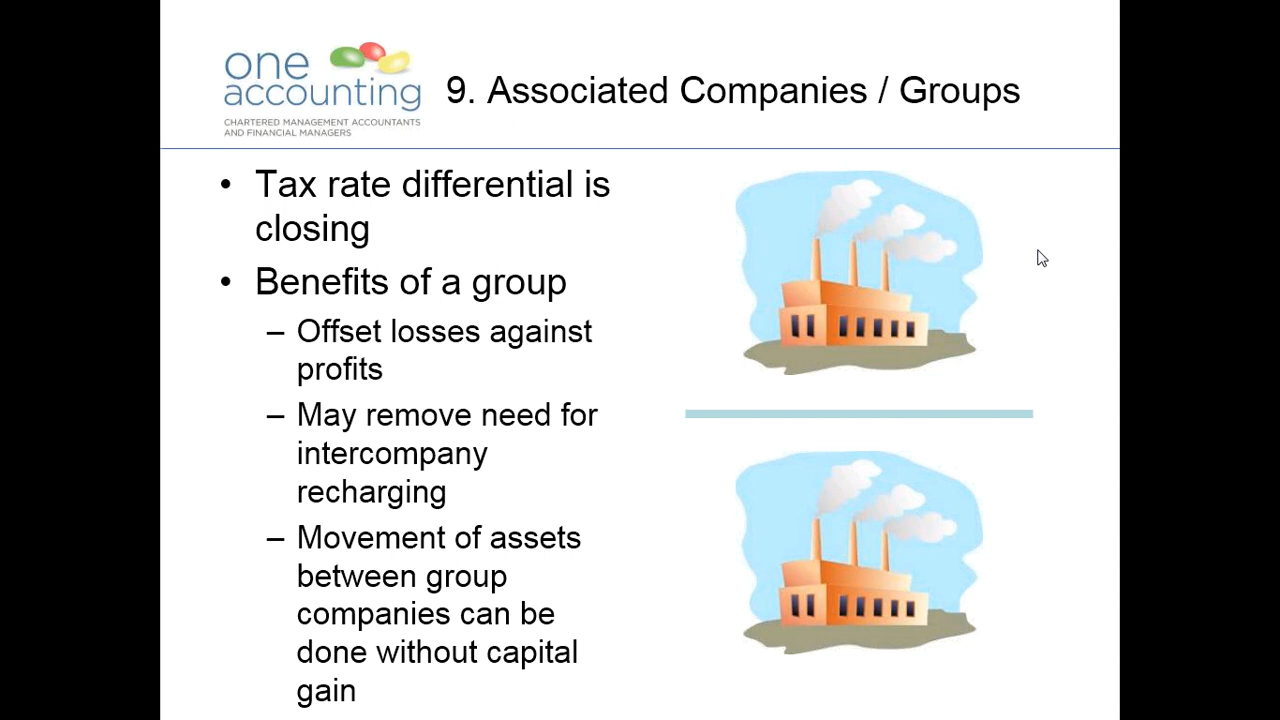 one
accounting
CHARTERED MANAGEMENT ACCOUNTANTS
AND FINANCIAL MANAGERS
9. Associated Companies / Groups
• Tax rate differential is
closing
• Benefits of a group
– Offset losses against
profits
– May remove need for
intercompany
recharging
– Movement of assets
between group
companies can be
done without capital
gain